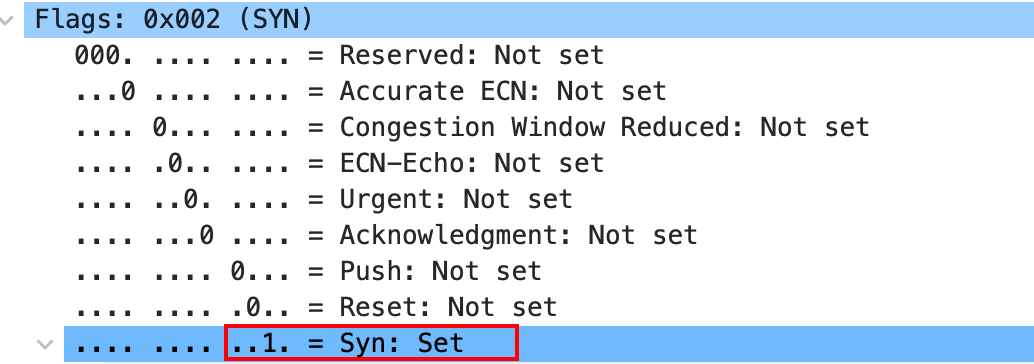 Flags: 0x002 (SYN)
000. .... .... = Reserved: Not set
...0 .... .... = Accurate ECN: Not set
.... 0... .... = Congestion Window Reduced: Not set
.... .0.. .... = ECN-Echo: Not set
.... ..0. .... = Urgent: Not set
.... ...0 .... = Acknowledgment: Not set
.... .... 0... = Push: Not set
.... .... .0.. = Reset: Not set
.... .... ..1. = Syn: Set